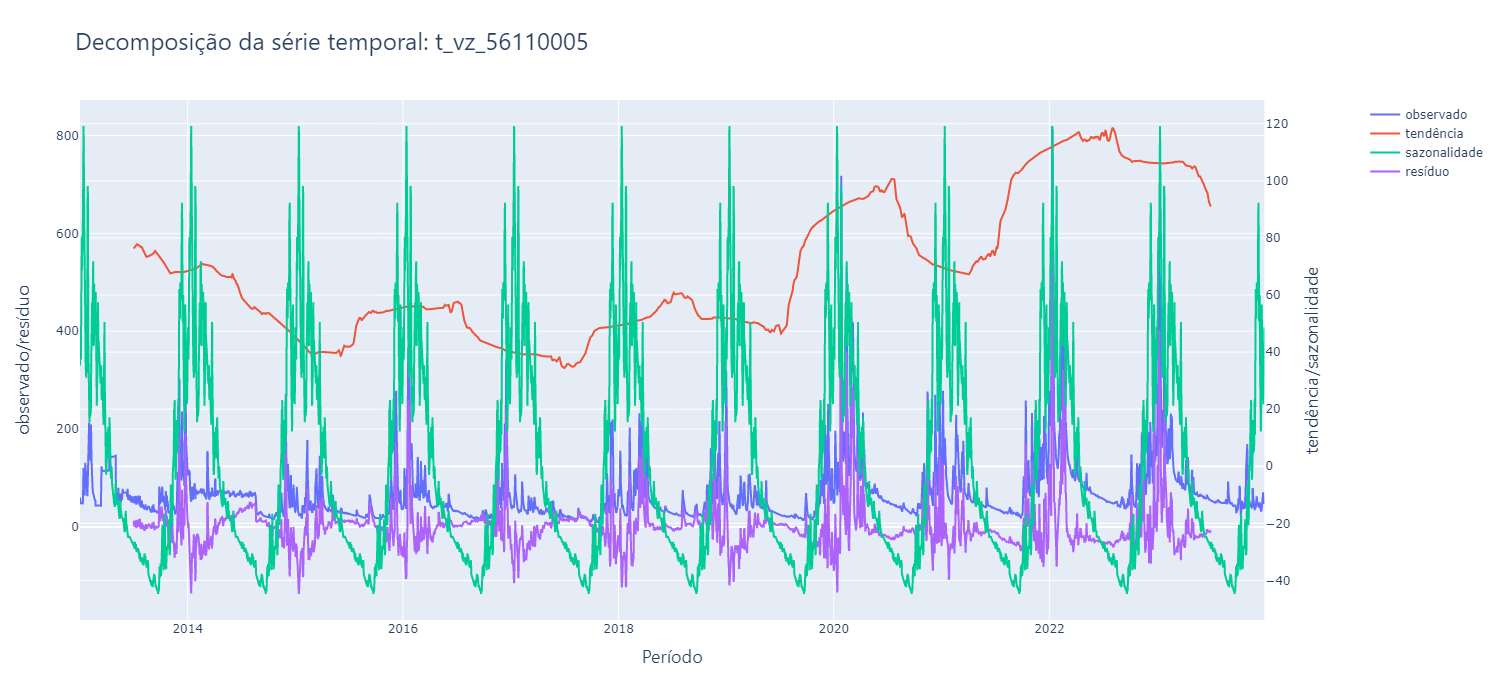 Decomposição da série temporal: t_vz_56110005
observado
tendência
sazonalidade
resíduo
observado/resíduo
800
600
400
200
0
120
100
80
60
40
20
0
−20
−40
tendência/sazonalidade
2014
2016
2018
2020
2022
Período